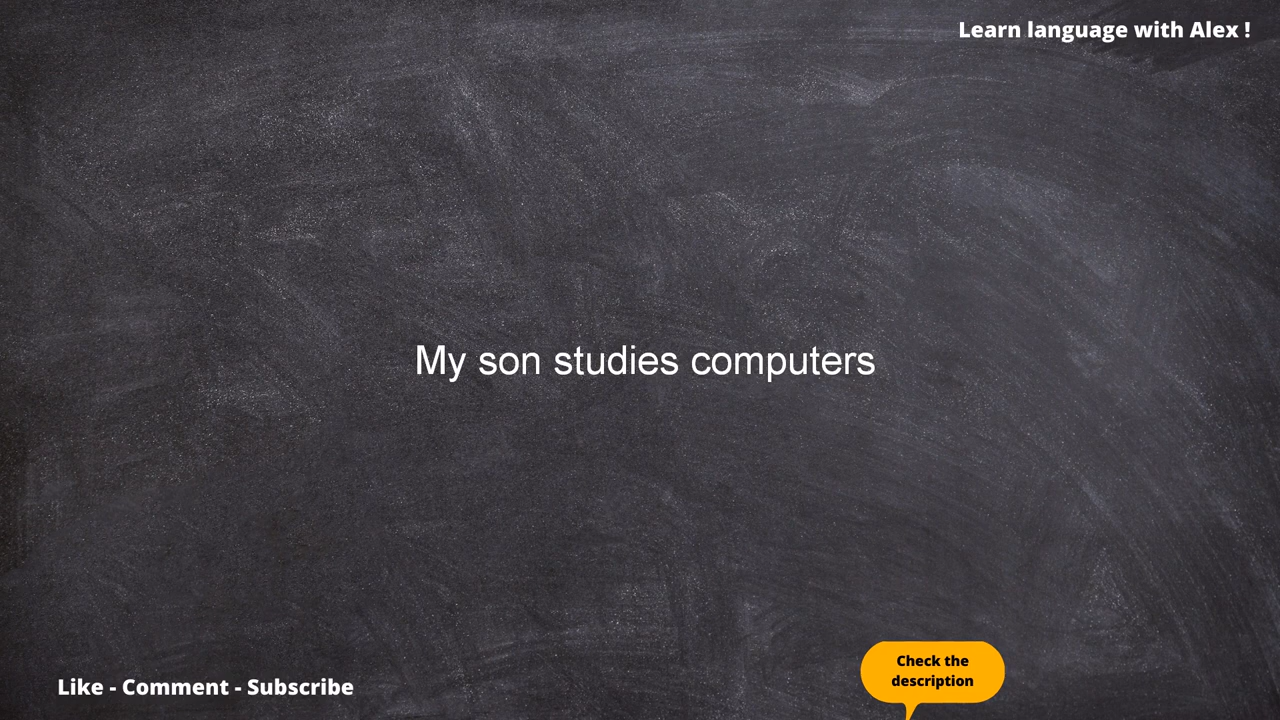 Learn language with Alex !
My son studies computers
Check the
description
Like - Comment - Subscribe